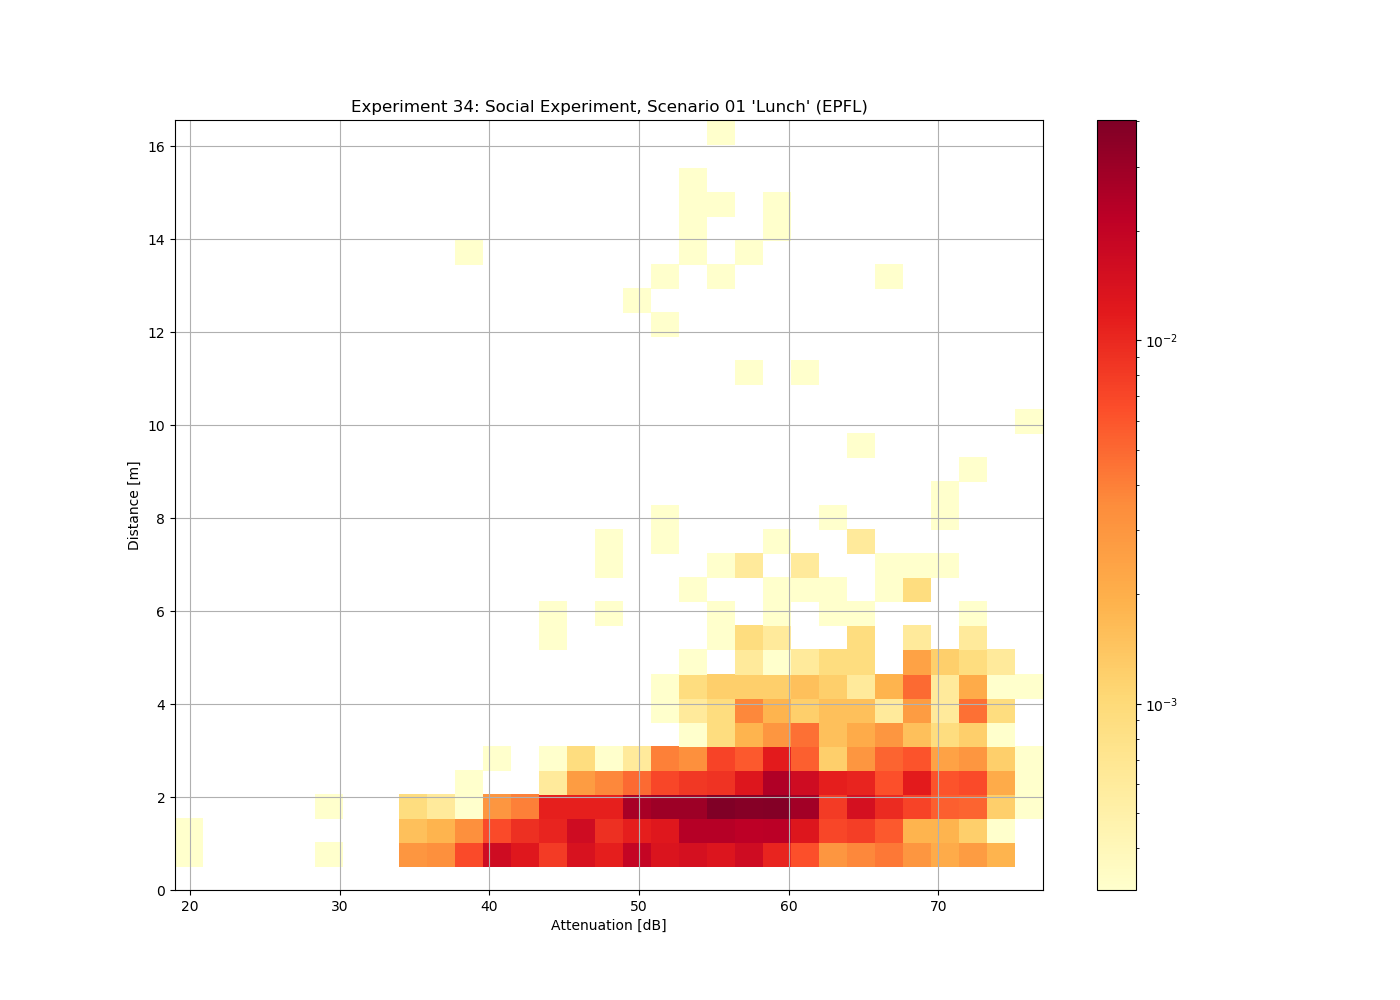 Experiment 34: Social Experiment, Scenario 01 'Lunch' (EPFL)
16
14
12
10
8
6
4
2
0
Distance [m]
20 30 40 50 60 70
Attenuation [dB]
10⁻²
10⁻³